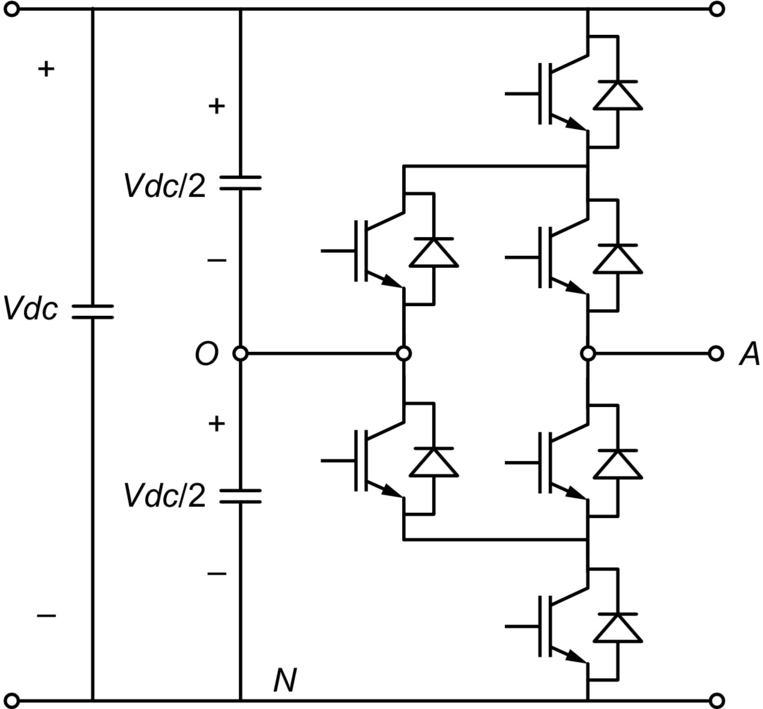 +
+
Vdc/2
–
Vdc
O
A
+
Vdc/2
–
–
N